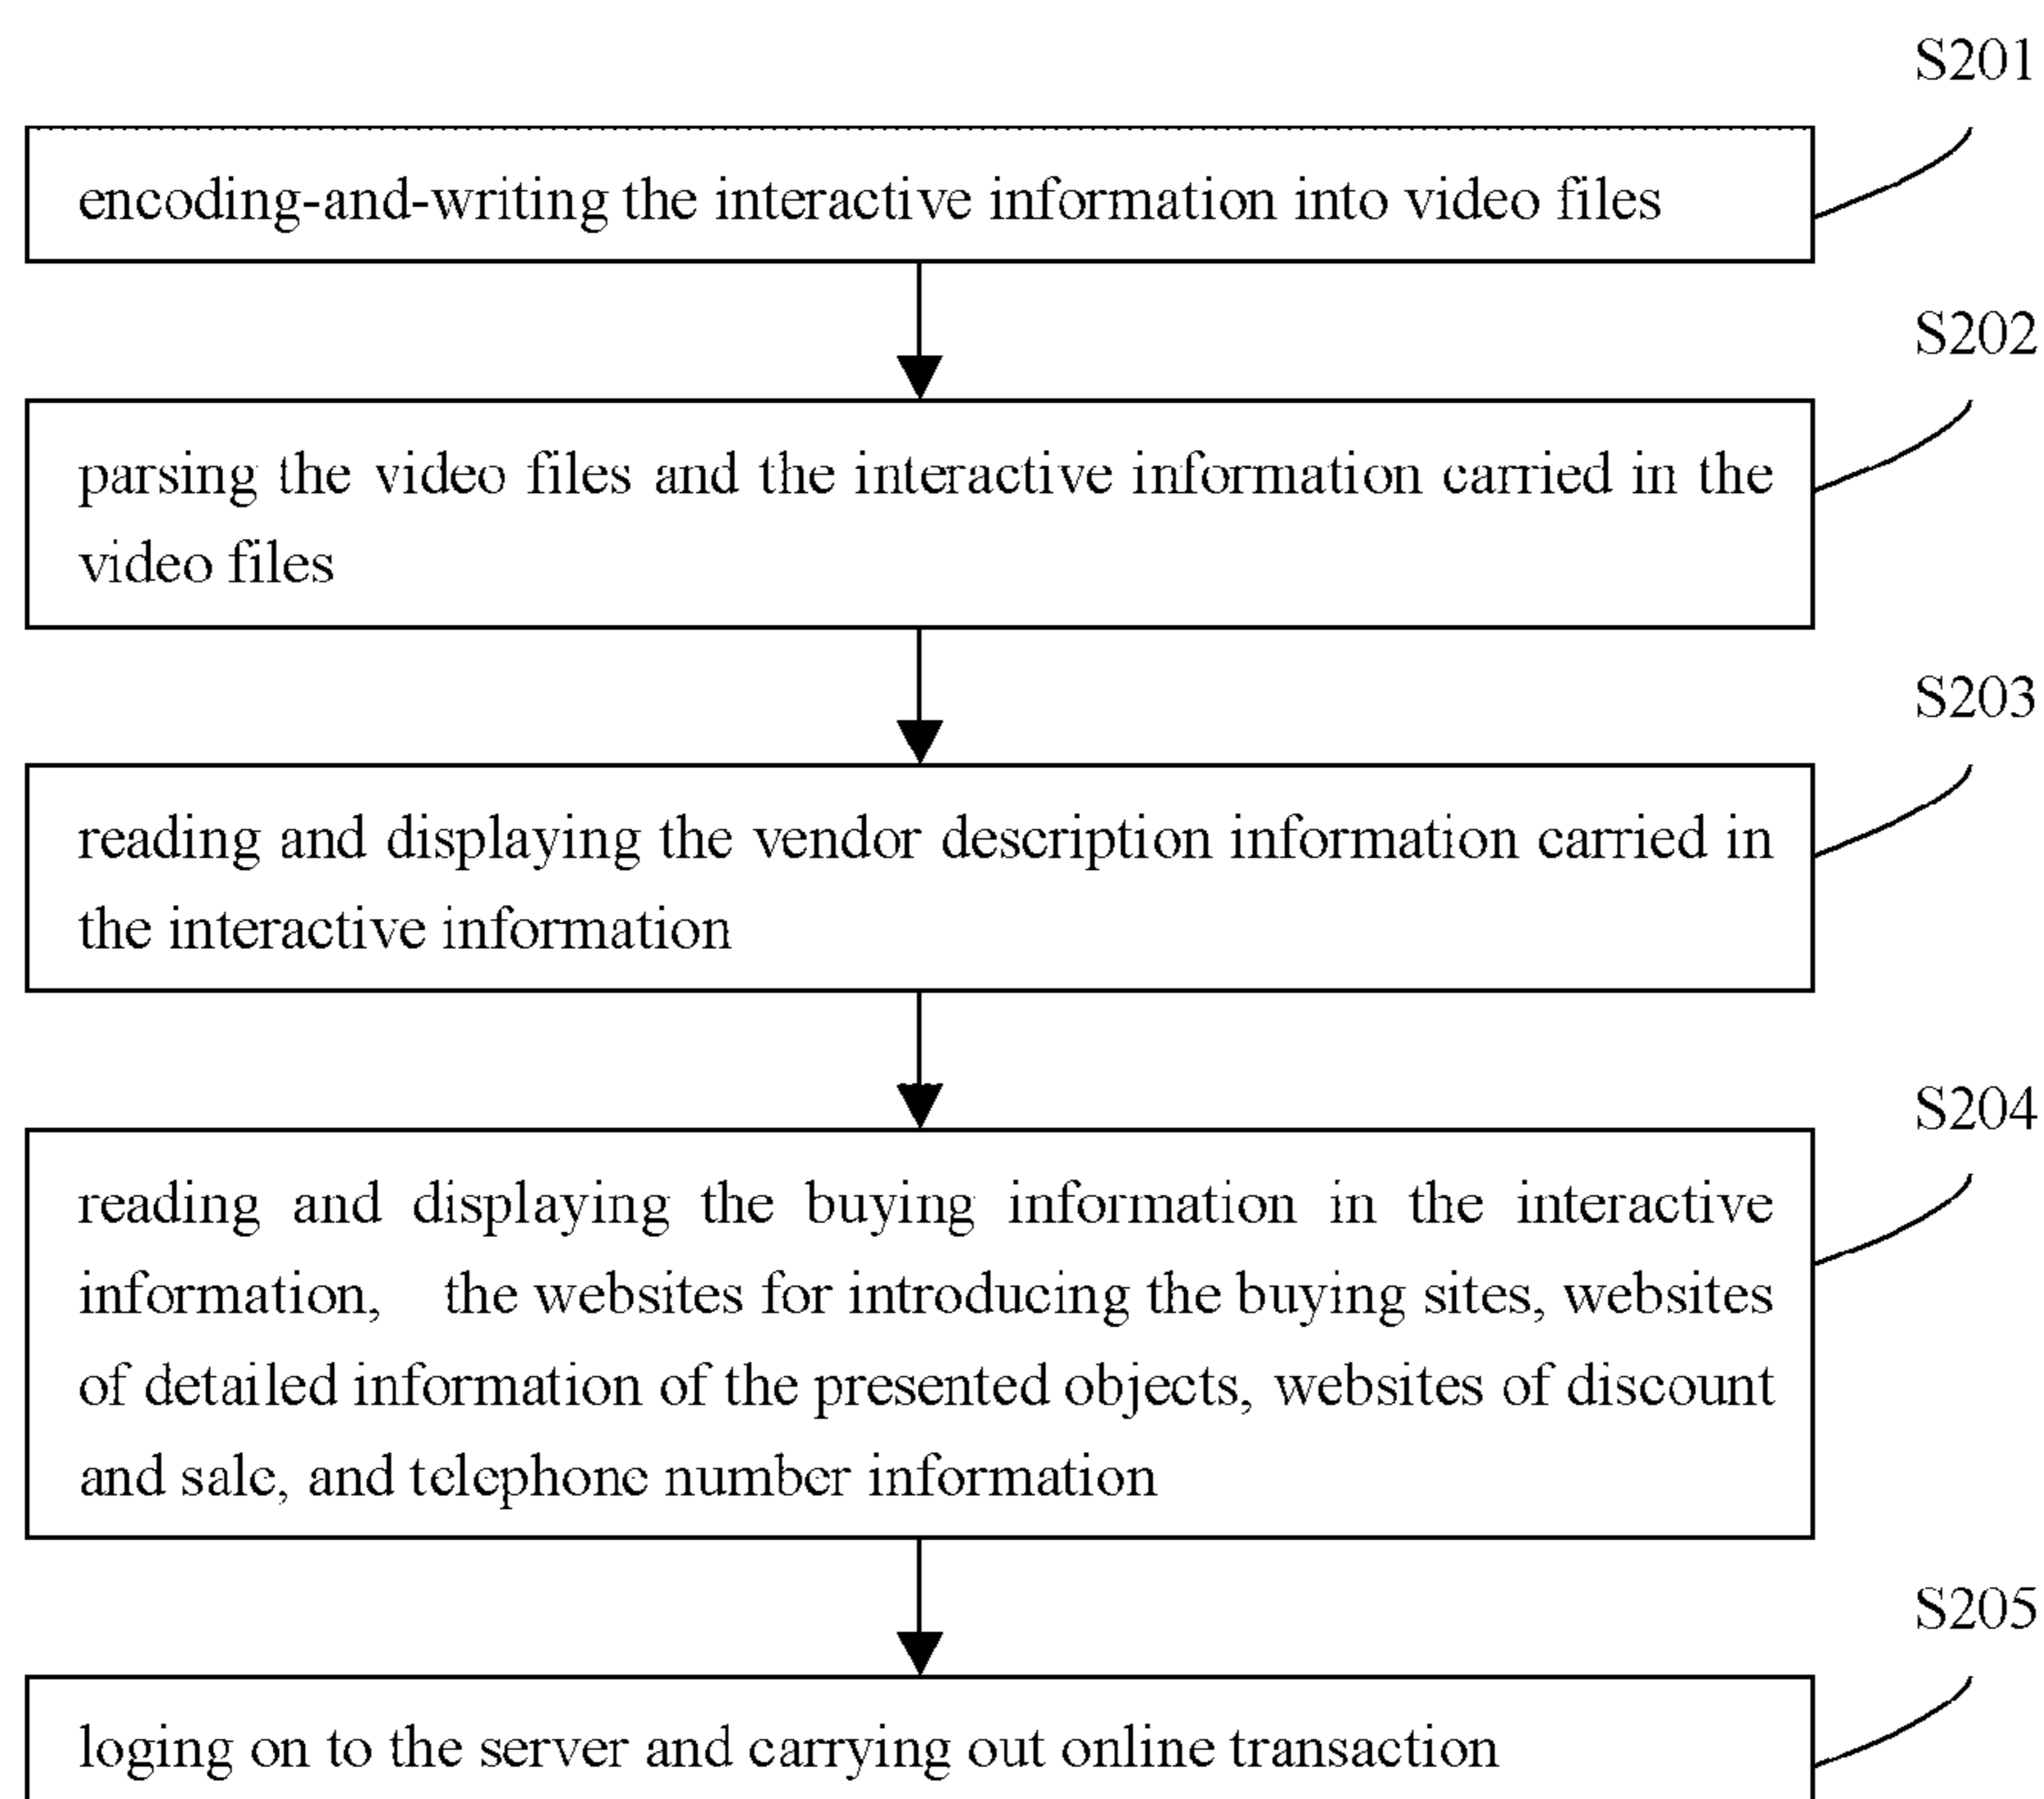 S201
encoding-and-writing the interactive information into video files
S202
parsing the video files and the interactive information carried in the
video files
S203
reading and displaying the vendor description information carried in
the interactive information
S204
reading and displaying the buying information in the interactive
information, the websites for introducing the buying sites, websites
of detailed information of the presented objects, websites of discount
and sale, and telephone number information
S205
loging on to the server and carrying out online transaction